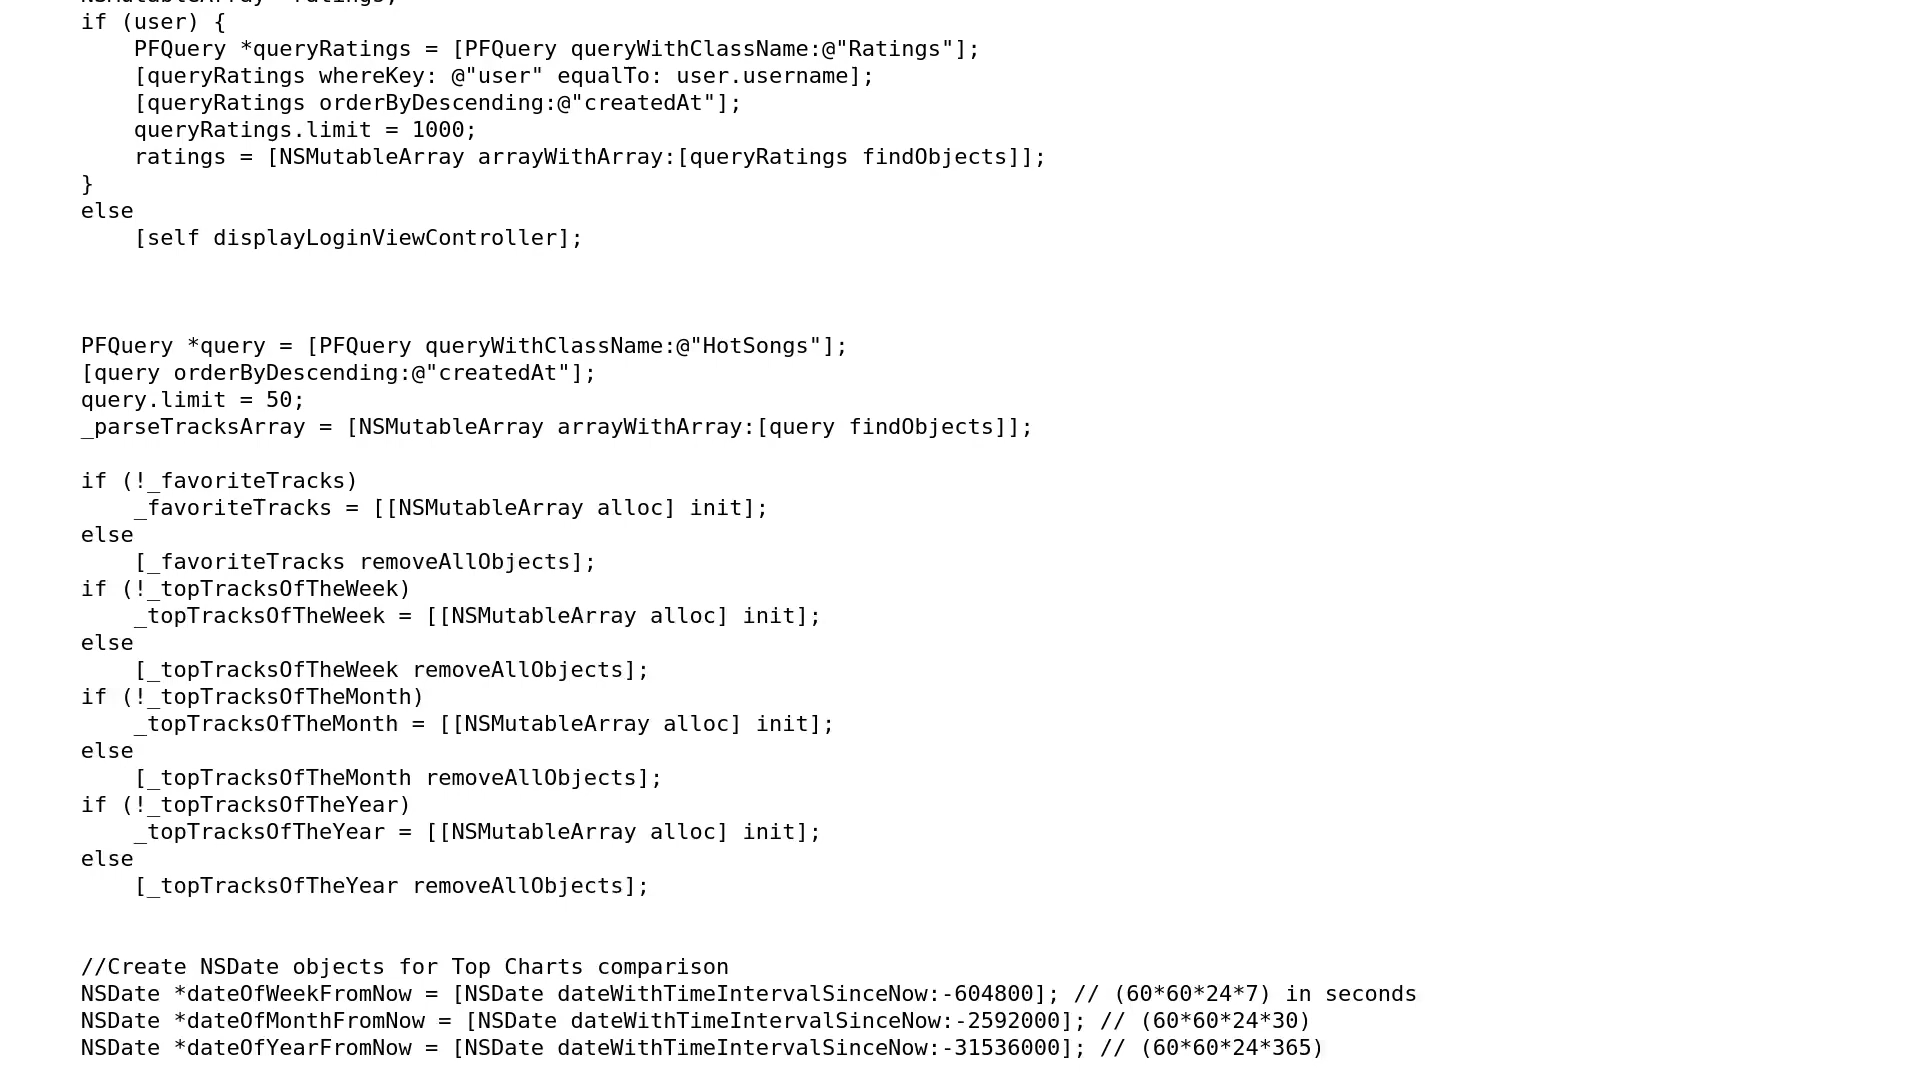 NSMutableArray *ratings;
if (user) {
    PFQuery *queryRatings = [PFQuery queryWithClassName:@"Ratings"];
    [queryRatings whereKey: @"user" equalTo: user.username];
    [queryRatings orderByDescending:@"createdAt"];
    queryRatings.limit = 1000;
    ratings = [NSMutableArray arrayWithArray:[queryRatings findObjects]];
}
else
    [self displayLoginViewController];
PFQuery *query = [PFQuery queryWithClassName:@"HotSongs"];
[query orderByDescending:@"createdAt"];
query.limit = 50;
_parseTracksArray = [NSMutableArray arrayWithArray:[query findObjects]];
if (!_favoriteTracks)
    _favoriteTracks = [[NSMutableArray alloc] init];
else
    [_favoriteTracks removeAllObjects];
if (!_topTracksOfTheWeek)
    _topTracksOfTheWeek = [[NSMutableArray alloc] init];
else
    [_topTracksOfTheWeek removeAllObjects];
if (!_topTracksOfTheMonth)
    _topTracksOfTheMonth = [[NSMutableArray alloc] init];
else
    [_topTracksOfTheMonth removeAllObjects];
if (!_topTracksOfTheYear)
    _topTracksOfTheYear = [[NSMutableArray alloc] init];
else
    [_topTracksOfTheYear removeAllObjects];
//Create NSDate objects for Top Charts comparison
NSDate *dateOfWeekFromNow = [NSDate dateWithTimeIntervalSinceNow:-604800]; // (60*60*24*7) in seconds
NSDate *dateOfMonthFromNow = [NSDate dateWithTimeIntervalSinceNow:-2592000]; // (60*60*24*30)
NSDate *dateOfYearFromNow = [NSDate dateWithTimeIntervalSinceNow:-31536000]; // (60*60*24*365)